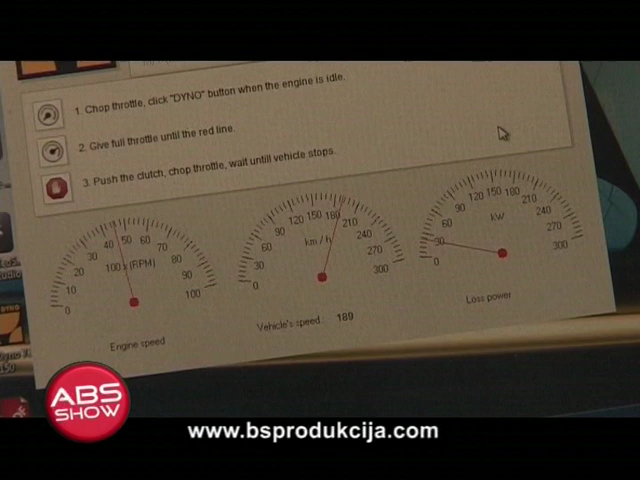 1. Chop throttle, click "DYNO" button when the engine is idle.
2. Give full throttle until the red line.
3. Push the clutch, chop throttle, wait untill vehicle stops.
0 10 20 30 40 50 60 70 80 90 100
100 x (RPM)
Engine speed
0 30 60 90 120 150 180 210 240 270 300
km / h
Vehicle's speed: 189
0 30 60 90 120 150 180 210 240 270 300
kW
Loss power
ABS
SHOW
www.bsprodukcija.com